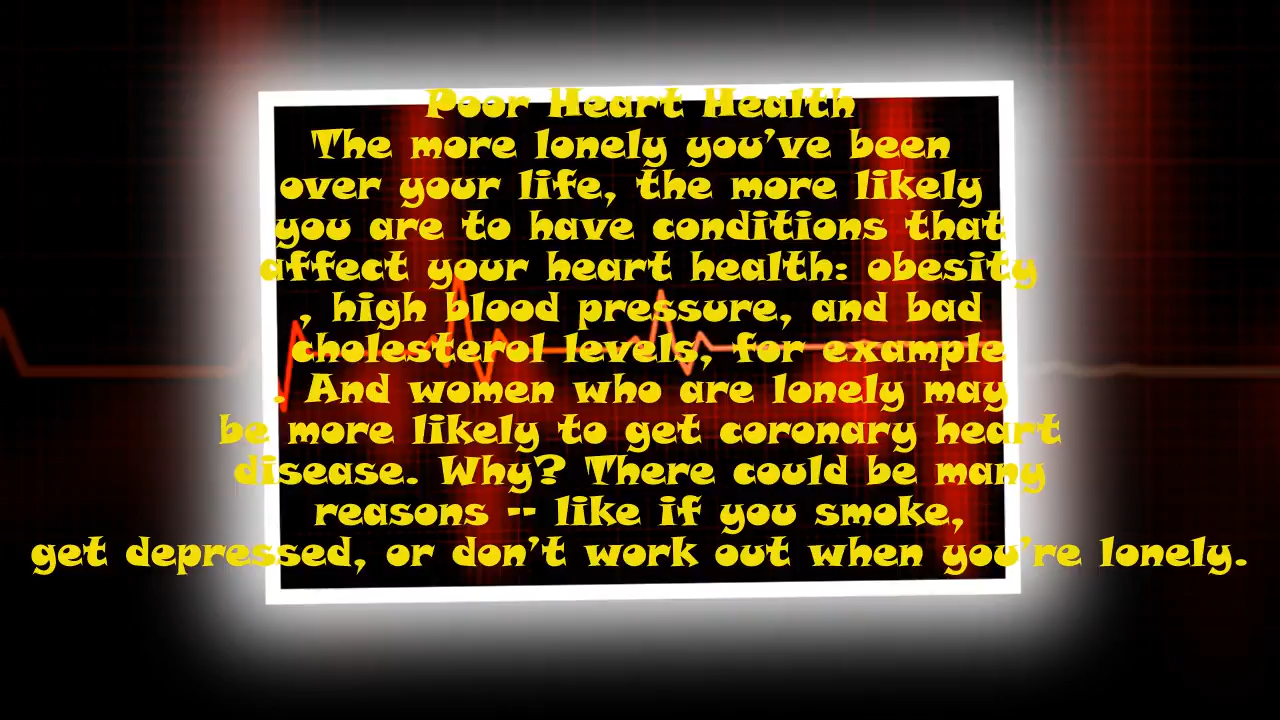 Poor Heart Health
The more lonely you've been
over your life, the more likely
you are to have conditions that
affect your heart health: obesity
, high blood pressure, and bad
cholesterol levels, for example
. And women who are lonely may
be more likely to get coronary heart
disease. Why? There could be many
reasons -- like if you smoke,
get depressed, or don't work out when you're lonely.